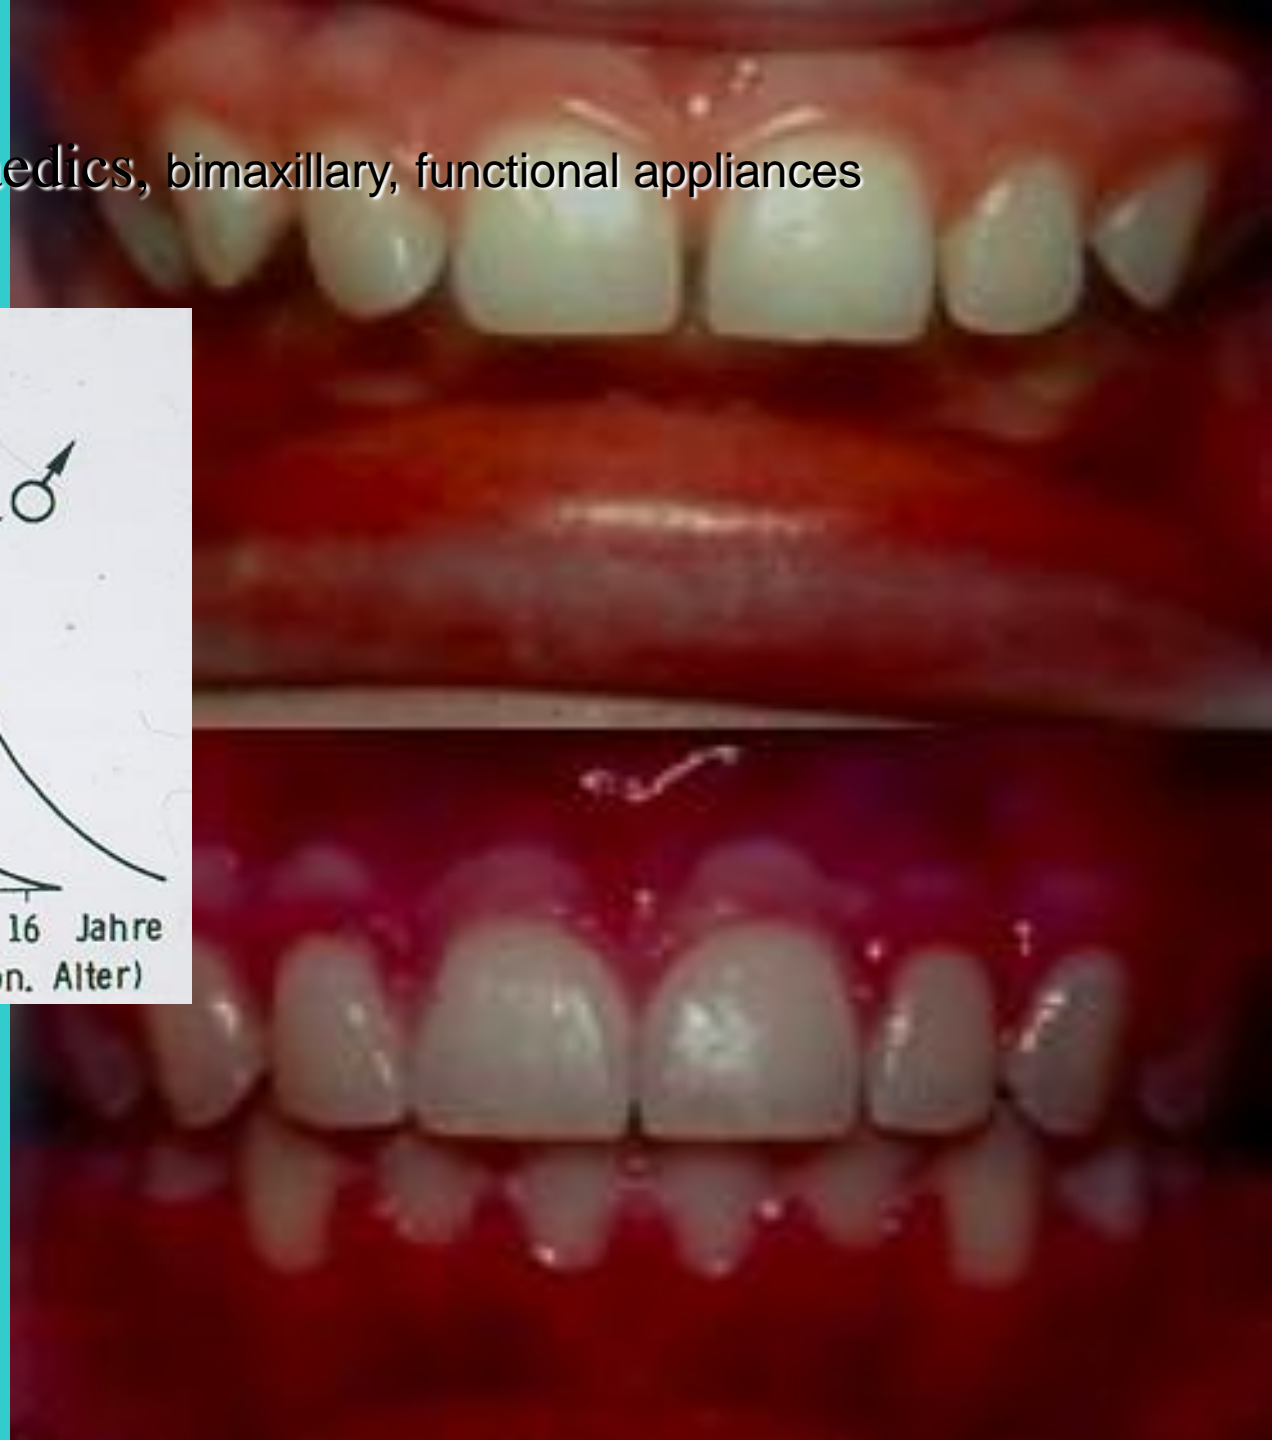 edics, bimaxillary, functional appliances
16 Jahre
n. Alter)